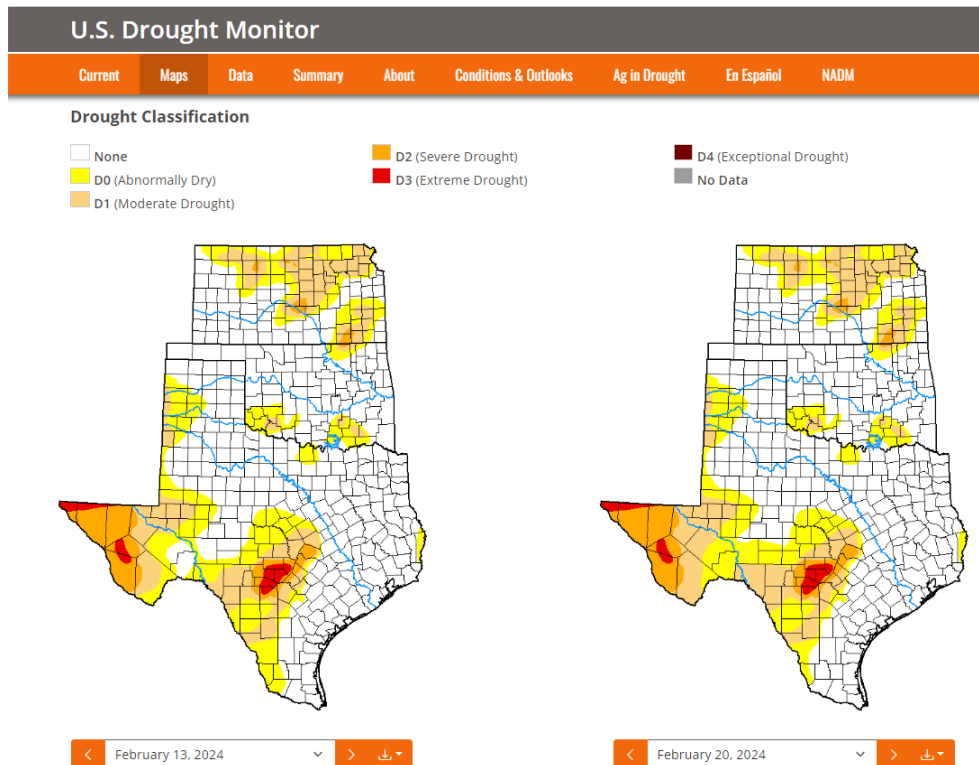 U.S. Drought Monitor
Current Maps Data Summary About Conditions & Outlooks Ag in Drought En Español NADM
Drought Classification
None
D0 (Abnormally Dry)
D1 (Moderate Drought)
D2 (Severe Drought)
D3 (Extreme Drought)
D4 (Exceptional Drought)
No Data
February 13, 2024
February 20, 2024